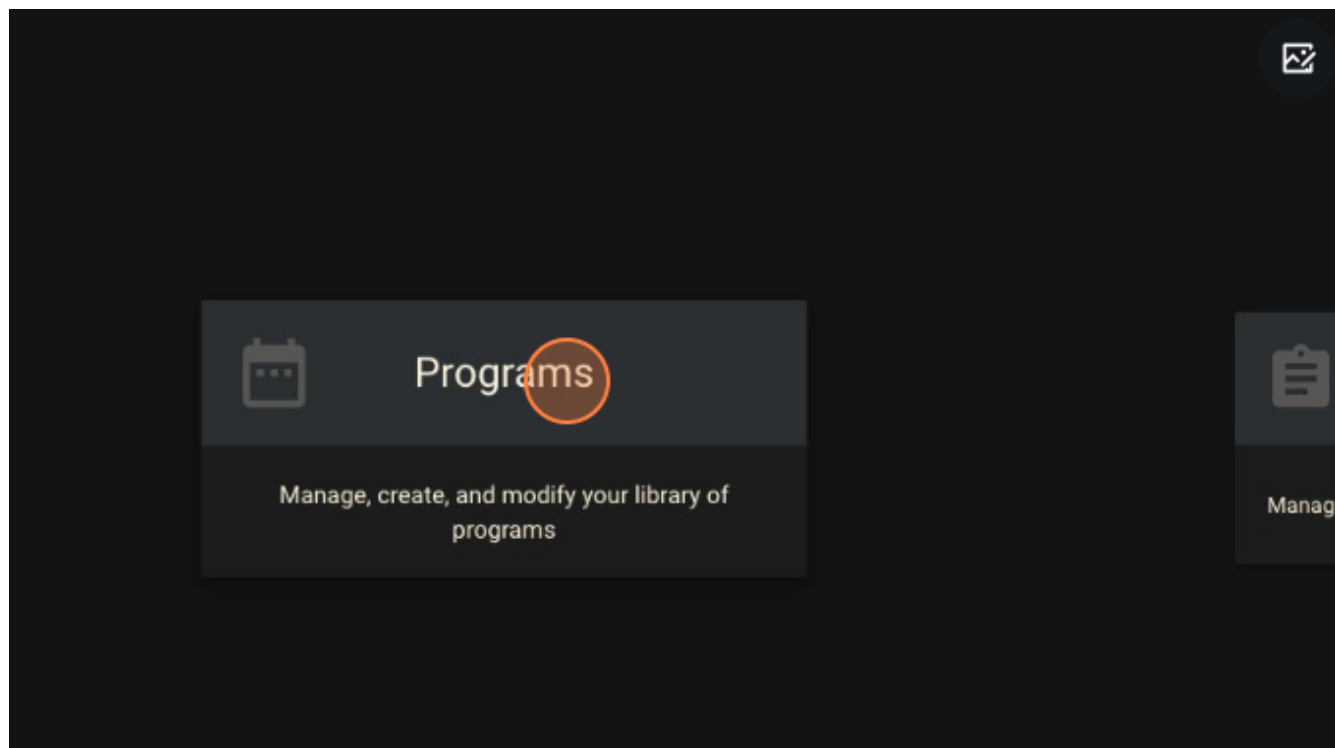 Programs
Manage, create, and modify your library of
programs
Manag